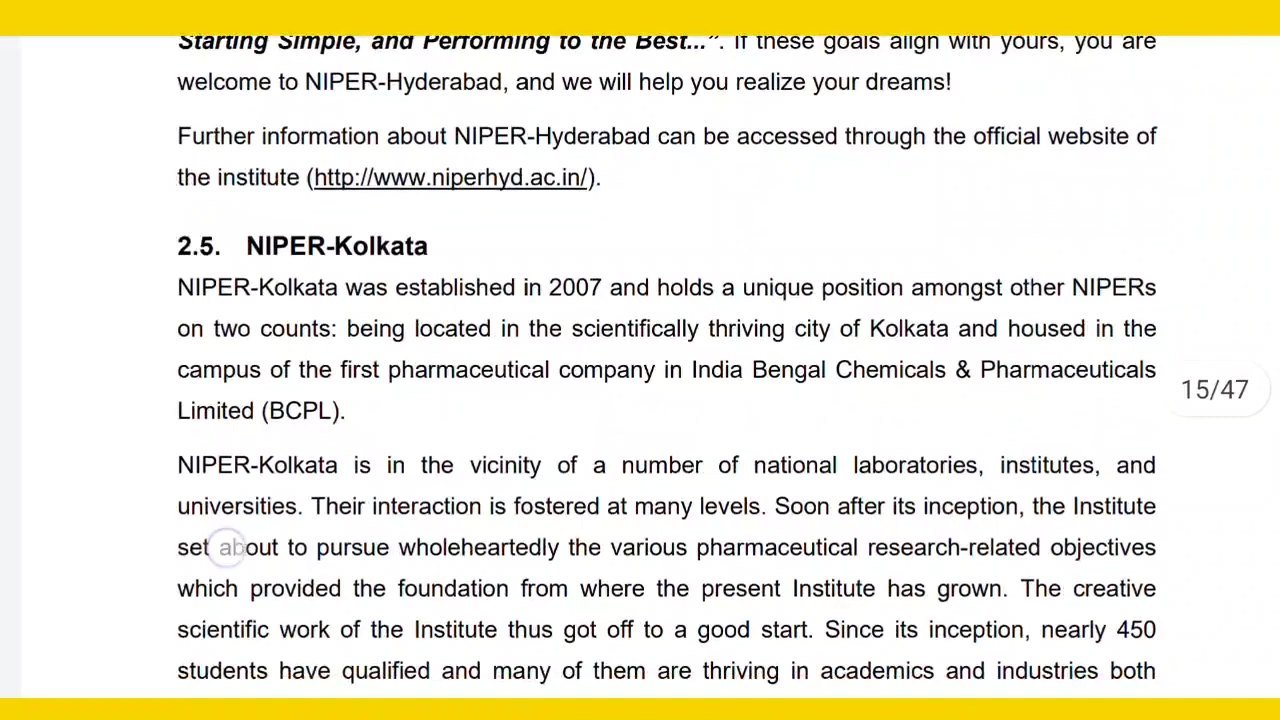 Starting Simple, and Performing to the Best...". If these goals align with yours, you are
welcome to NIPER-Hyderabad, and we will help you realize your dreams!
Further information about NIPER-Hyderabad can be accessed through the official website of
the institute (http://www.niperhyd.ac.in/).
2.5. NIPER-Kolkata
NIPER-Kolkata was established in 2007 and holds a unique position amongst other NIPERs
on two counts: being located in the scientifically thriving city of Kolkata and housed in the
campus of the first pharmaceutical company in India Bengal Chemicals & Pharmaceuticals
Limited (BCPL).
15/47
NIPER-Kolkata is in the vicinity of a number of national laboratories, institutes, and
universities. Their interaction is fostered at many levels. Soon after its inception, the Institute
set about to pursue wholeheartedly the various pharmaceutical research-related objectives
which provided the foundation from where the present Institute has grown. The creative
scientific work of the Institute thus got off to a good start. Since its inception, nearly 450
students have qualified and many of them are thriving in academics and industries both